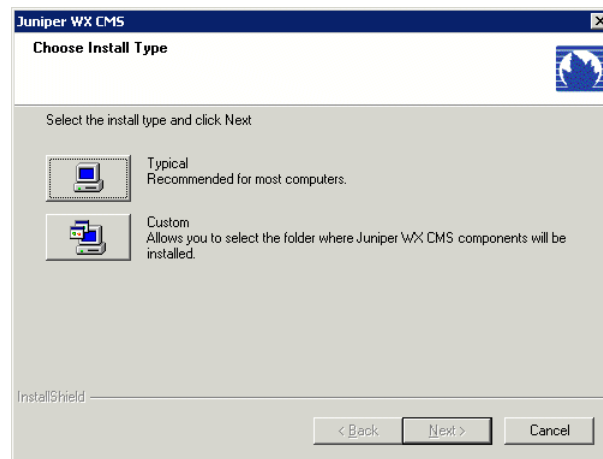 Juniper WX CMS
Choose Install Type
Select the install type and click Next
Typical
Recommended for most computers.
Custom
Allows you to select the folder where Juniper WX CMS components will be
installed.
InstallShield
< Back
Next >
Cancel